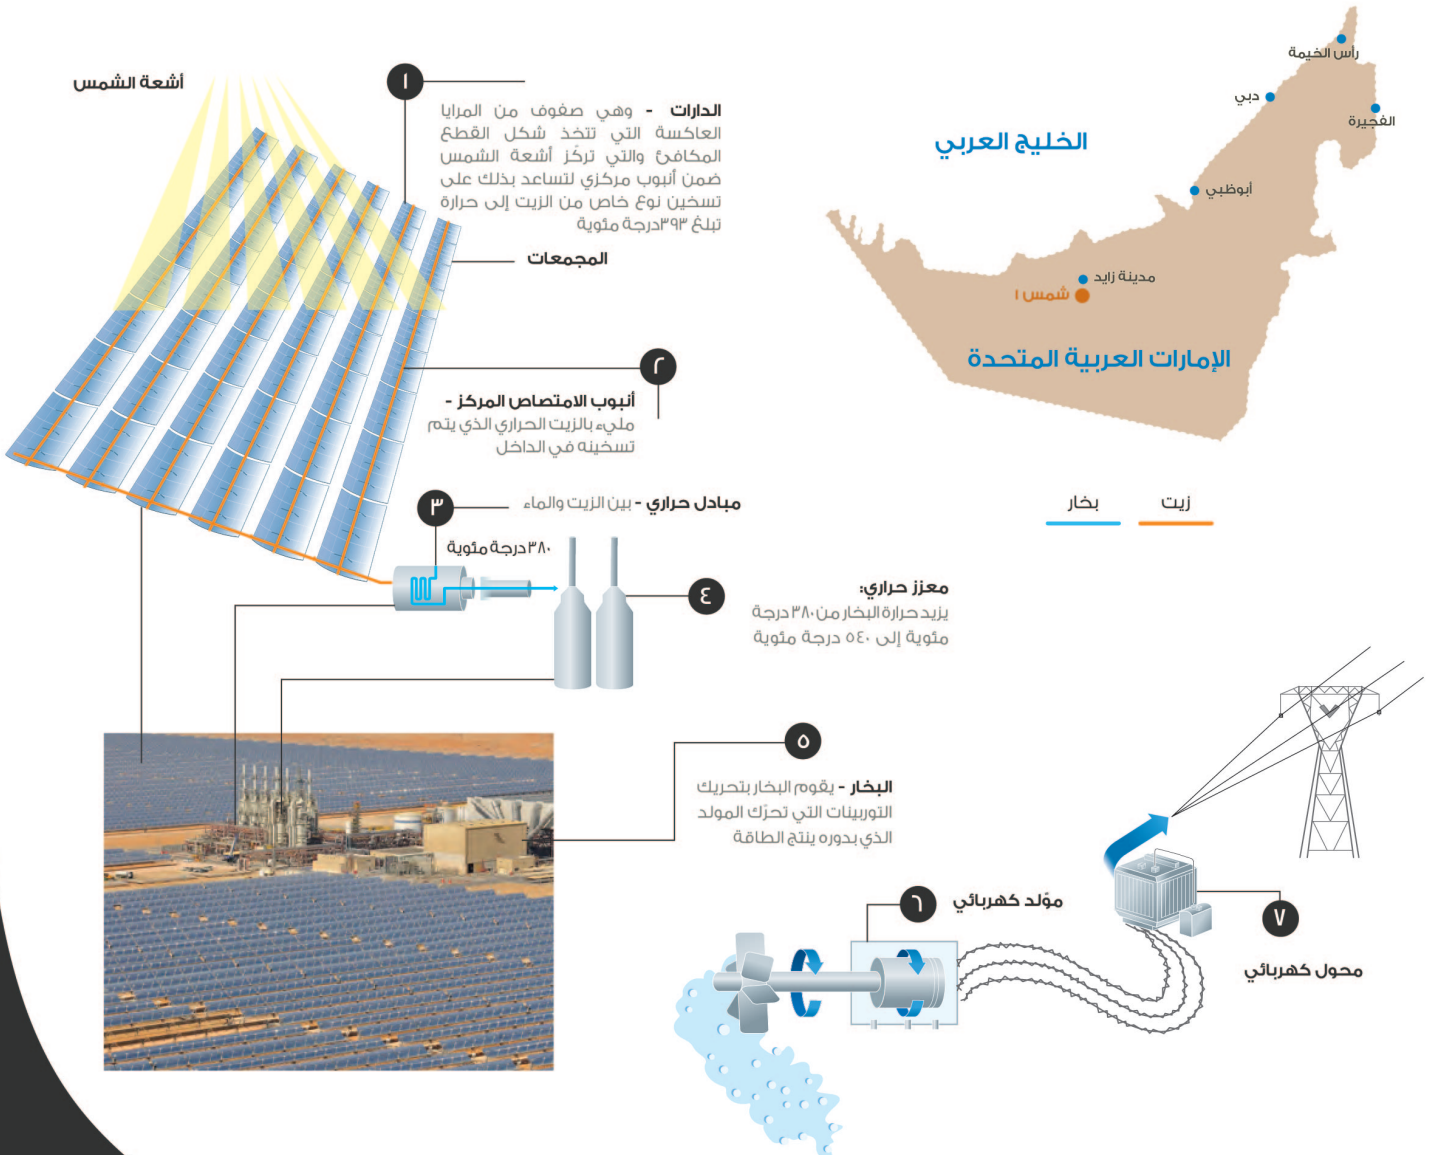 أشعة الشمس
١
الدارات - وهي صفوف من المرايا
العاكسة التي تتخذ شكل القطع
المكافئ والتي تركّز أشعة الشمس
ضمن أنبوب مركزي لتساعد بذلك على
تسخين نوع خاص من الزيت إلى حرارة
تبلغ ٣٩٣درجة مئوية
المجمعات
٢
أنبوب الامتصاص المركز -
مليء بالزيت الحراري الذي يتم
تسخينه في الداخل
٣
مبادل حراري - بين الزيت والماء
٣٨٠درجة مئوية
٤
معزز حراري:
يزيد حرارة البخار من ٣٨٠ درجة
مئوية إلى ٥٤٠ درجة مئوية
٥
البخار - يقوم البخار بتحريك
التوربينات التي تحرّك المولد
الذي بدوره ينتج الطاقة
٦
موّلد كهربائي
٧
محول كهربائي
رأس الخيمة
دبي
الفجيرة
الخليج العربي
أبوظبي
مدينة زايد
شمس ١
الإمارات العربية المتحدة
زيت
بخار